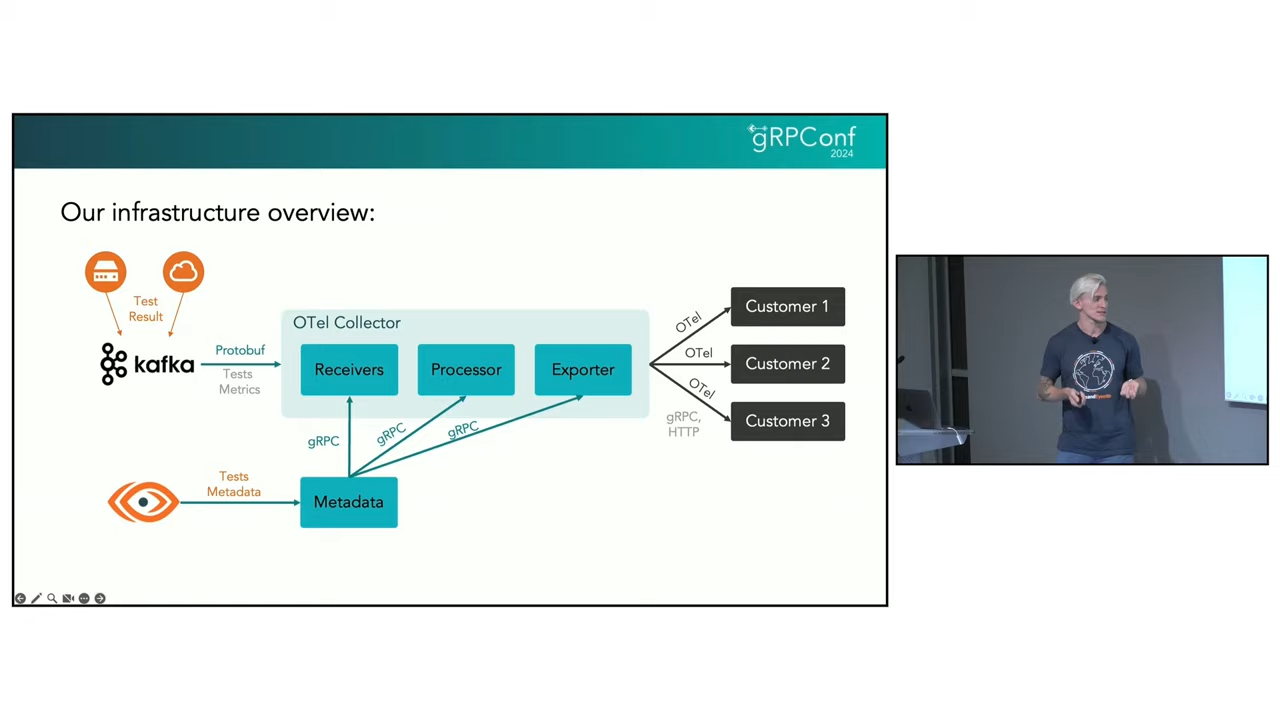 gRPConf
2024
Our infrastructure overview:
Test
Result
kafka
Protobuf
Tests
Metrics
OTel Collector
Receivers
Processor
Exporter
OTel
OTel
OTel
gRPC,
HTTP
Customer 1
Customer 2
Customer 3
gRPC
gRPC
gRPC
Tests
Metadata
Metadata